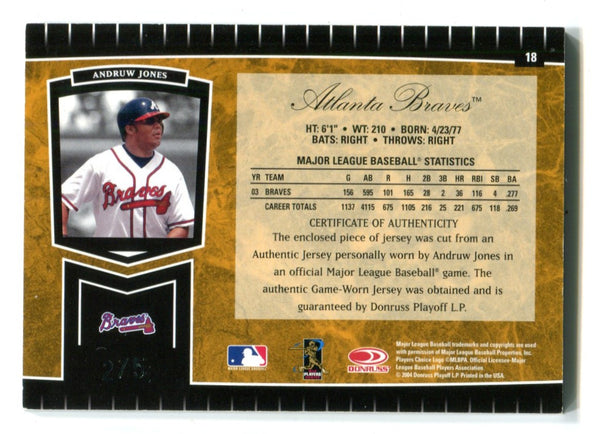 18
ANDRUW JONES
Atlanta Braves™
HT: 6'1" • WT: 210 • BORN: 4/23/77
BATS: RIGHT • THROWS: RIGHT
MAJOR LEAGUE BASEBALL® STATISTICS
YR TEAM G AB R H 2B 3B HR RBI SB BA
03 BRAVES 156 595 101 165 28 2 36 116 4 .277
CAREER TOTALS 1137 4115 675 1108 216 25 221 675 118 .269
CERTIFICATE OF AUTHENTICITY
The enclosed piece of jersey was cut from an
Authentic Jersey personally worn by Andruw Jones in
an official Major League Baseball® game. The
authentic Game-Worn Jersey was obtained and is
guaranteed by Donruss Playoff L.P.
Braves
Braves
MAJOR LEAGUE BASEBALL
PLAYERS
DONRUSS
Major League Baseball trademarks and copyrights are used
with permission of Major League Baseball Properties, Inc.
Players Choice Logo ©MLBPA. Official Licensee-Major
League Baseball Players Association
© 2004 Donruss Playoff L.P. Printed in the USA.